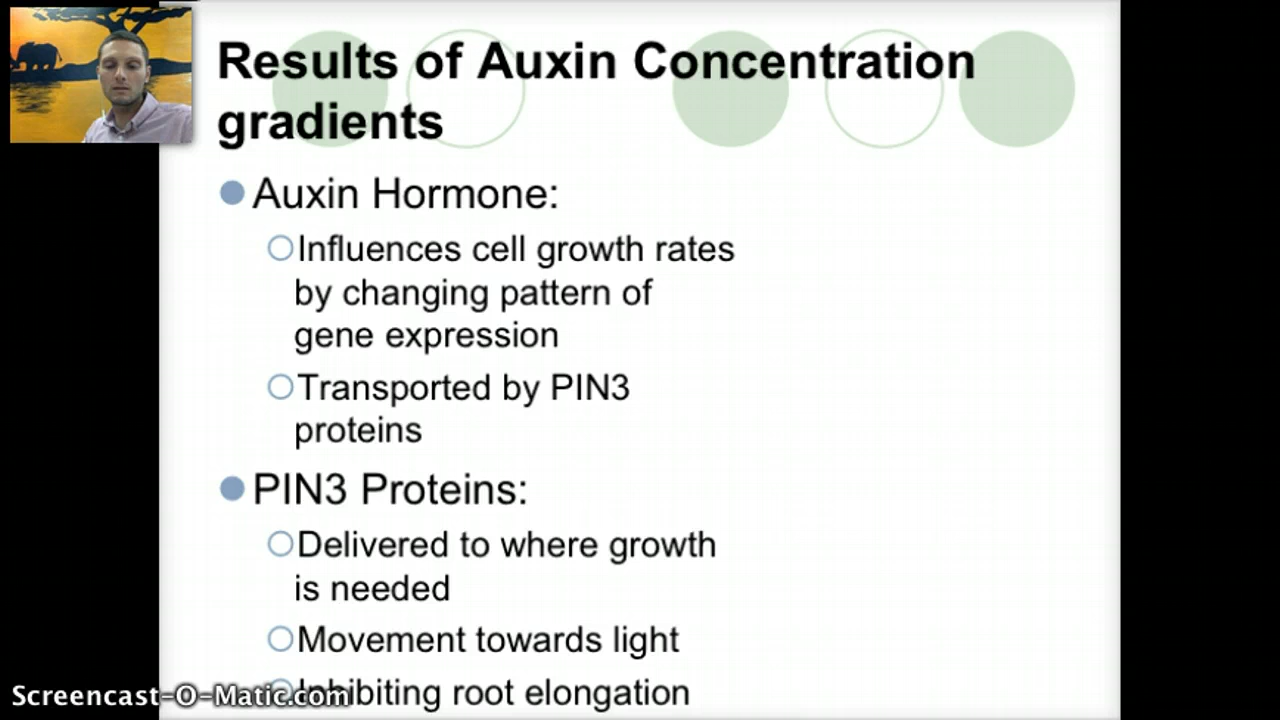 Results of Auxin Concentration
gradients
Auxin Hormone:
Influences cell growth rates
by changing pattern of
gene expression
Transported by PIN3
proteins
PIN3 Proteins:
Delivered to where growth
is needed
Movement towards light
Inhibiting root elongation
Screencast-O-Matic.com